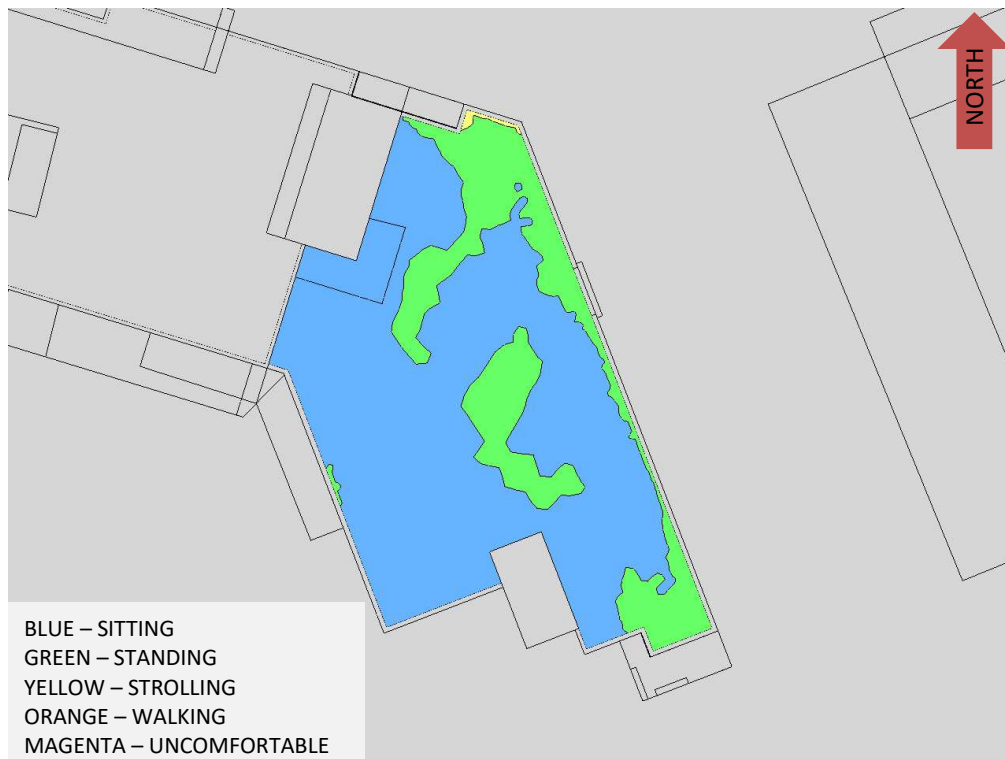 NORTH
BLUE – SITTING
GREEN – STANDING
YELLOW – STROLLING
ORANGE – WALKING
MAGENTA – UNCOMFORTABLE